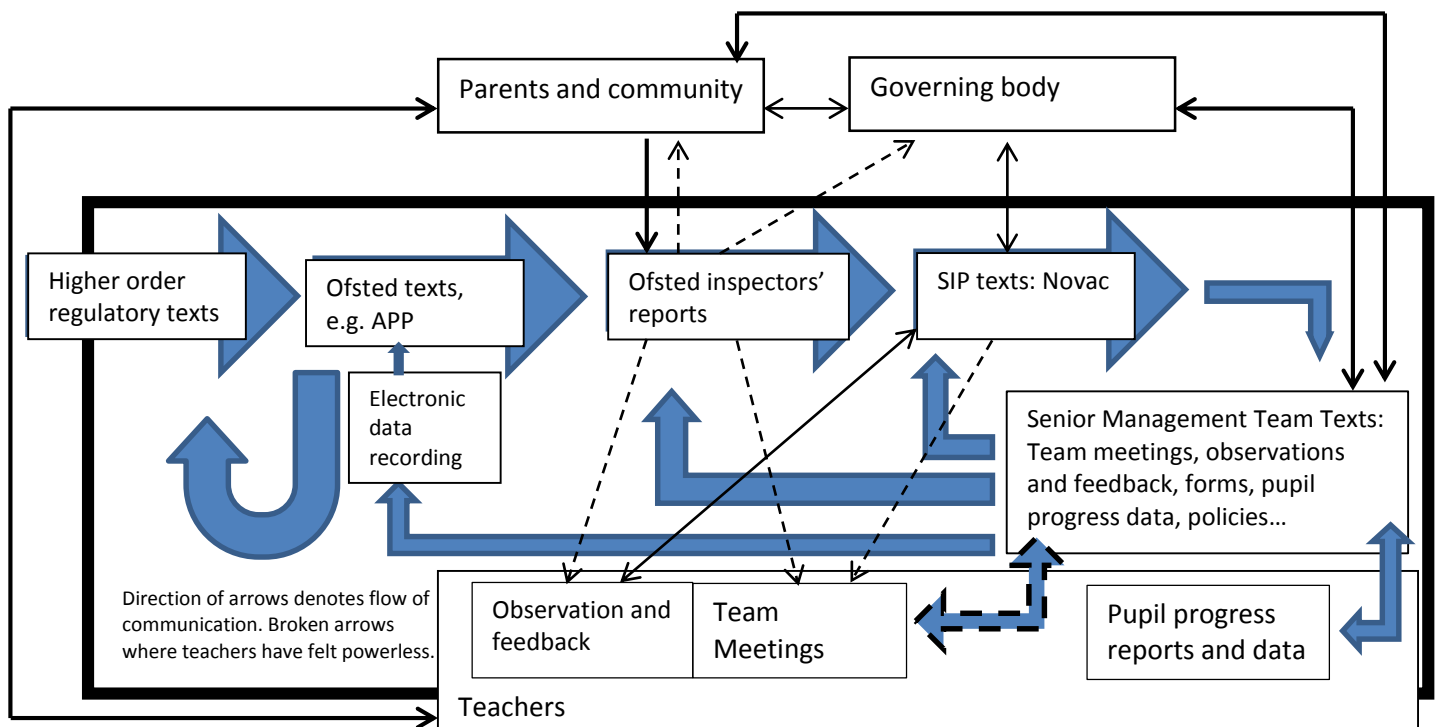 Parents and community
Governing body
Higher order
regulatory texts
Ofsted texts,
e.g. APP
Ofsted inspectors’
reports
SIP texts: Novac
Electronic
data
recording
Senior Management Team Texts:
Team meetings, observations
and feedback, forms, pupil
progress data, policies…
Direction of arrows denotes flow of
communication. Broken arrows
where teachers have felt powerless.
Observation and
feedback
Team
Meetings
Pupil progress
reports and data
Teachers